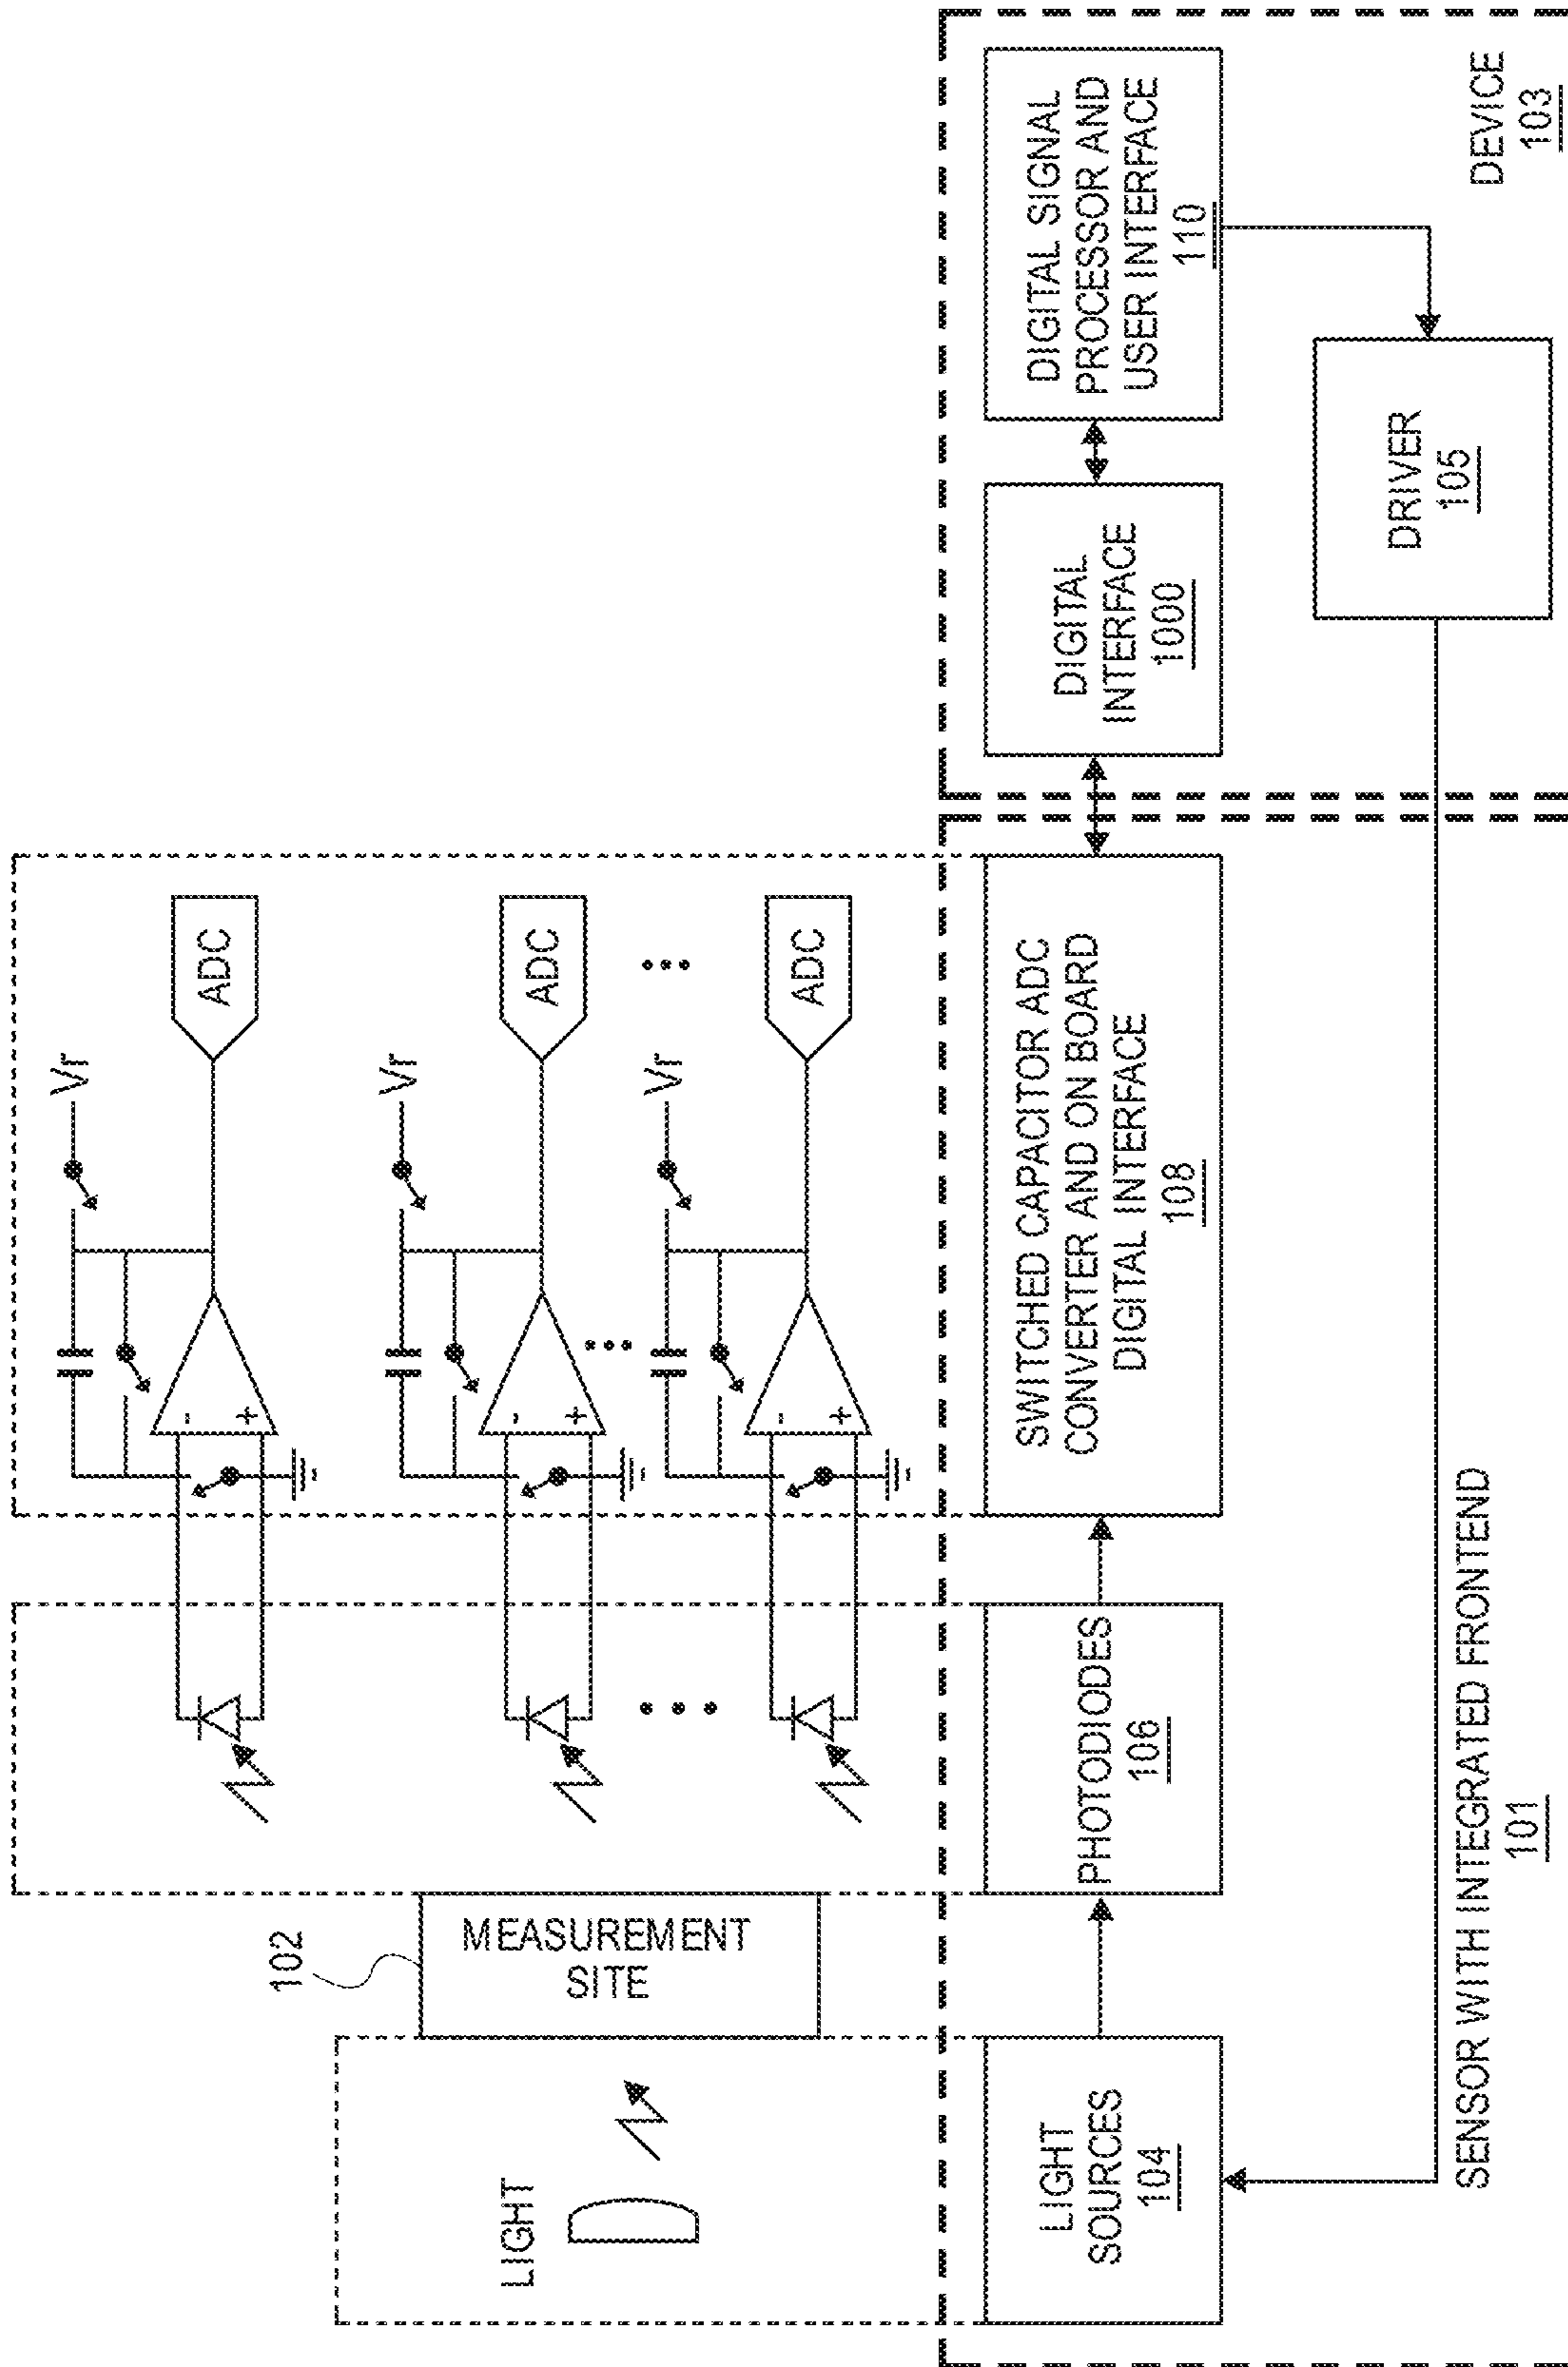 LIGHT
102
MEASUREMENT
SITE
Vr
-
+
ADC
Vr
-
+
ADC
Vr
-
+
ADC
LIGHT
SOURCES
104
PHOTODIODES
106
SWITCHED CAPACITOR ADC
CONVERTER AND ON BOARD
DIGITAL INTERFACE
108
DIGITAL
INTERFACE
1000
DIGITAL SIGNAL
PROCESSOR AND
USER INTERFACE
110
DRIVER
105
SENSOR WITH INTEGRATED FRONTEND
101
DEVICE
103